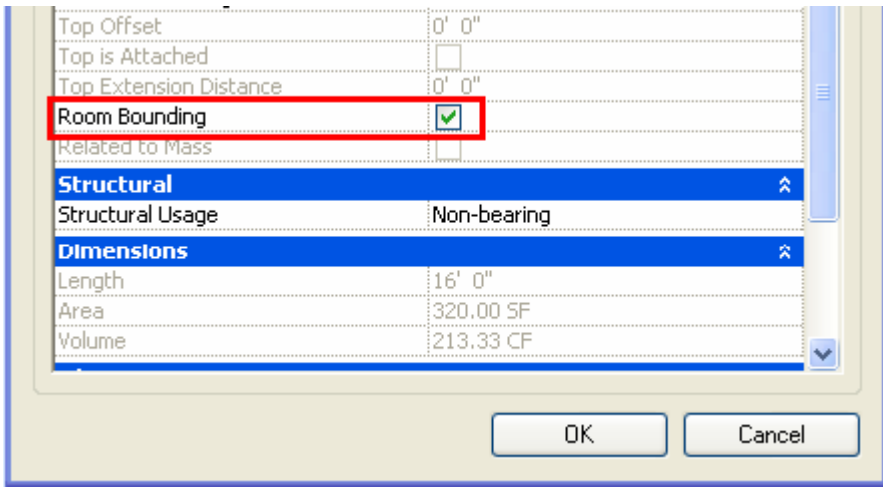 Top Offset 0' 0"
Top is Attached
Top Extension Distance 0' 0"
Room Bounding
Related to Mass
Structural
Structural Usage Non-bearing
Dimensions
Length 16' 0"
Area 320.00 SF
Volume 213.33 CF
OK Cancel